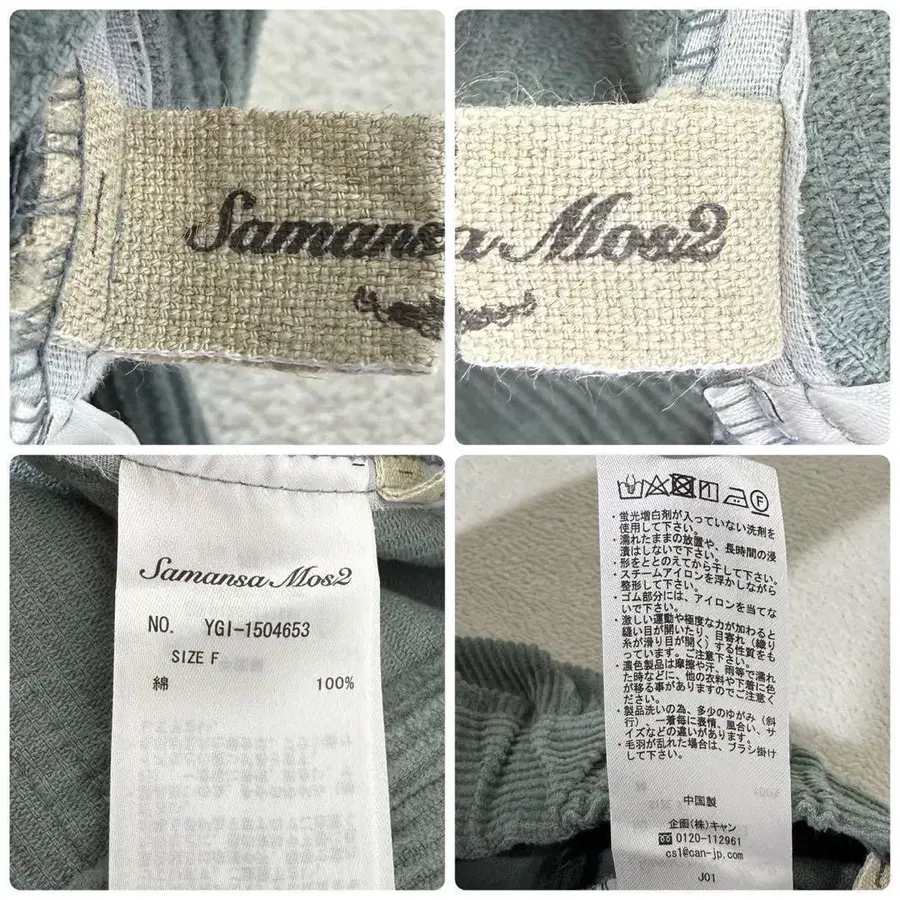 Samansa Mos2
Samansa Mos2
NO. YGI-1504653
SIZE F
綿 100%
・蛍光増白剤が入っていない洗剤を
使用して下さい。
・濡れたままの放置や、長時間の浸
漬はしないで下さい。
・形をととのえてから干して下さい。
・スチームアイロンを浮かしながら
整形して下さい。
・ゴム部分には、アイロンを当てな
いで下さい。
・激しい運動や極度な力が加わると
縫い目が開いたり、目寄れ（織り
糸が滑り目が開く）する性質をも
っています。ご注意下さい。
・濃色製品は摩擦や汗、雨等で濡れ
た時などに、他の衣料や下着に色
が移る事がありますのでご注意く
ださい。
・製品洗いの為、多少のゆがみ（斜
行）、一着毎に表情、風合い、サ
イズなどの違いがあります。
・毛羽が乱れた場合は、ブラシ掛け
して下さい。
中国製
企画(株)キャン
0120-112961
cs1@can-jp.com
J01